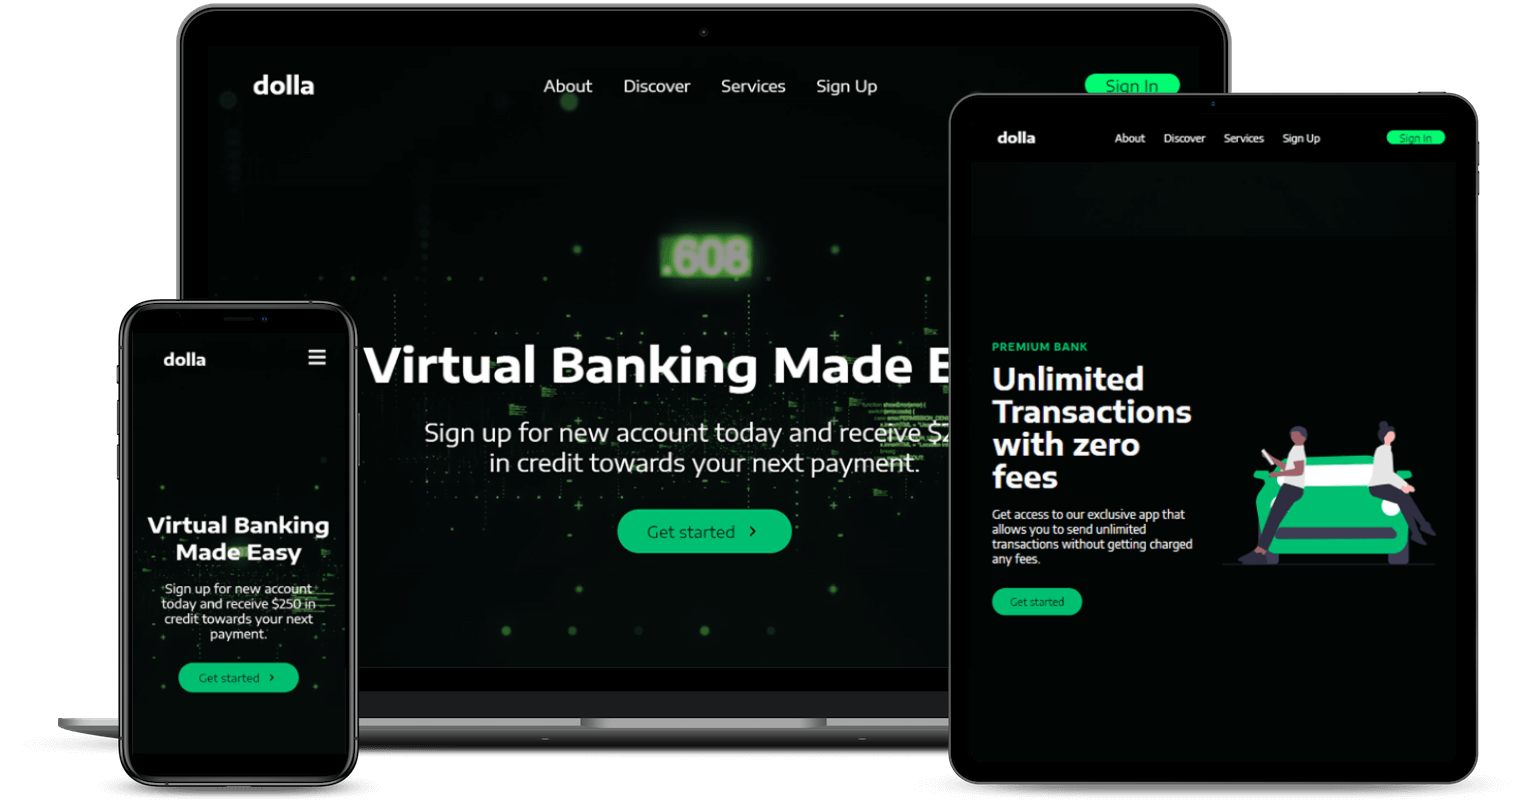 dolla
About Discover Services Sign Up
Sign In
.608
Virtual Banking Made E
Sign up for new account today and receive $2
in credit towards your next payment.
Get started
dolla
Virtual Banking
Made Easy
Sign up for new account
today and receive $250 in
credit towards your next
payment.
Get started
dolla
About Discover Services Sign Up
Sign In
PREMIUM BANK
Unlimited
Transactions
with zero
fees
Get access to our exclusive app that
allows you to send unlimited
transactions without getting charged
any fees.
Get started